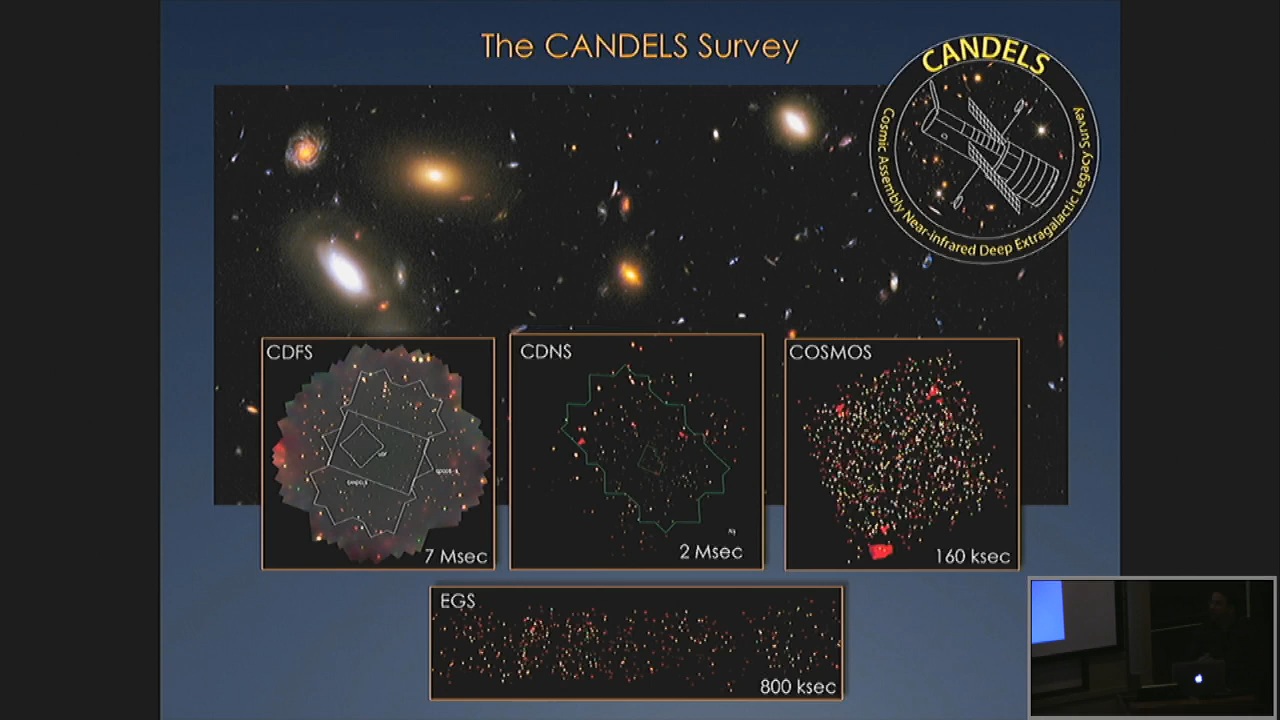 The CANDELS Survey
CANDELS
Cosmic Assembly Near-infrared Deep Extragalactic Legacy Survey
CDFS
7 Msec
CDNS
2 Msec
COSMOS
160 ksec
EGS
800 ksec